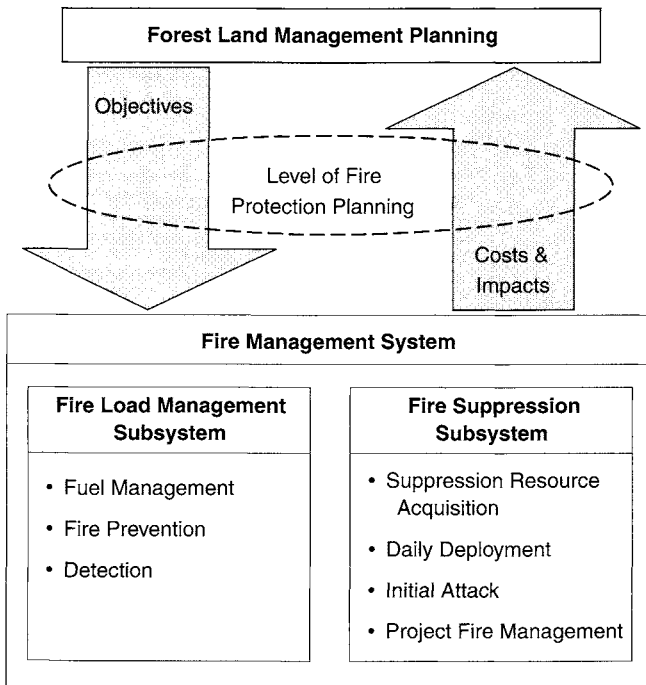 Forest Land Management Planning
Objectives
Level of Fire
Protection Planning
Costs &
Impacts
Fire Management System
Fire Load Management
Subsystem
• Fuel Management
• Fire Prevention
• Detection
Fire Suppression
Subsystem
• Suppression Resource
Acquisition
• Daily Deployment
• Initial Attack
• Project Fire Management